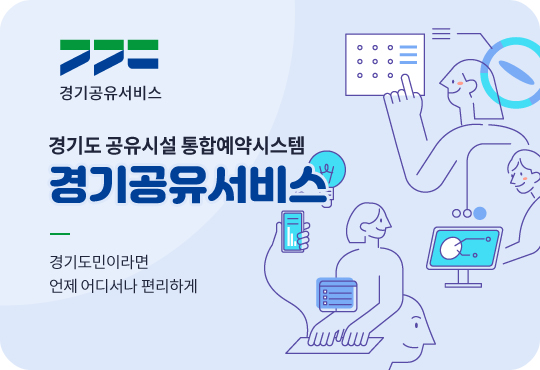 경기공유서비스
경기도 공유시설 통합예약시스템
경기공유서비스
경기도민이라면
언제 어디서나 편리하게